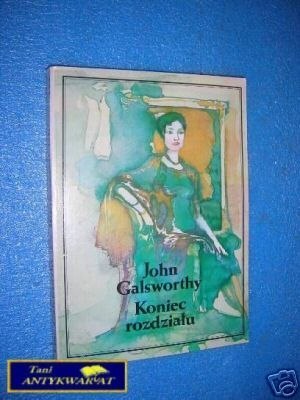 John
Galsworthy
Koniec
rozdziału
Tani
ANTYKWARIAT